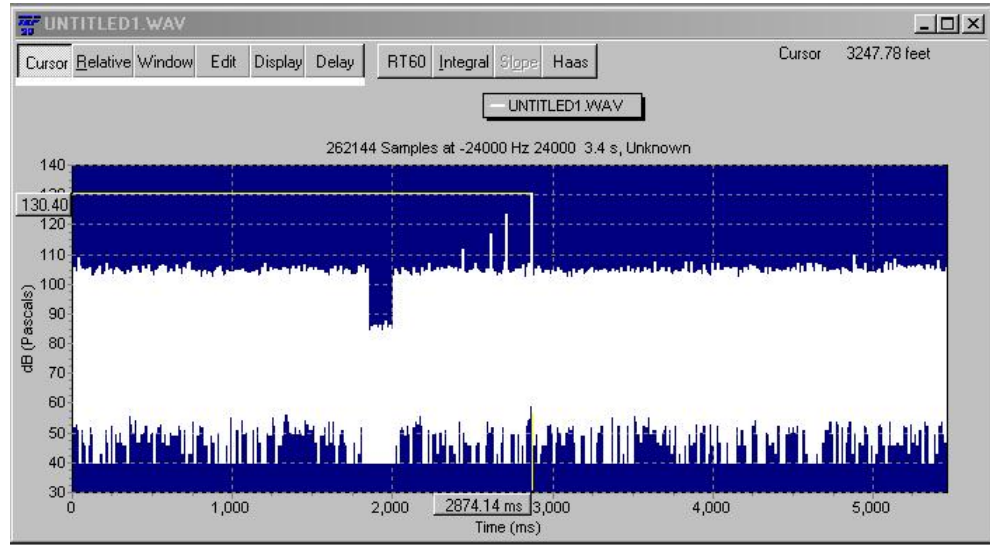 UNTITLED1.WAV
Cursor Relative Window Edit Display Delay RT60 Integral Slope Haas Cursor 3247.78 feet
UNTITLED1.WAV
262144 Samples at -24000 Hz 24000 3.4 s, Unknown
140
130.40
120
110
100
90
80
70
60
50
40
30
dB (Pascals)
0 1,000 2,000 2874.14 ms 3,000 4,000 5,000
Time (ms)